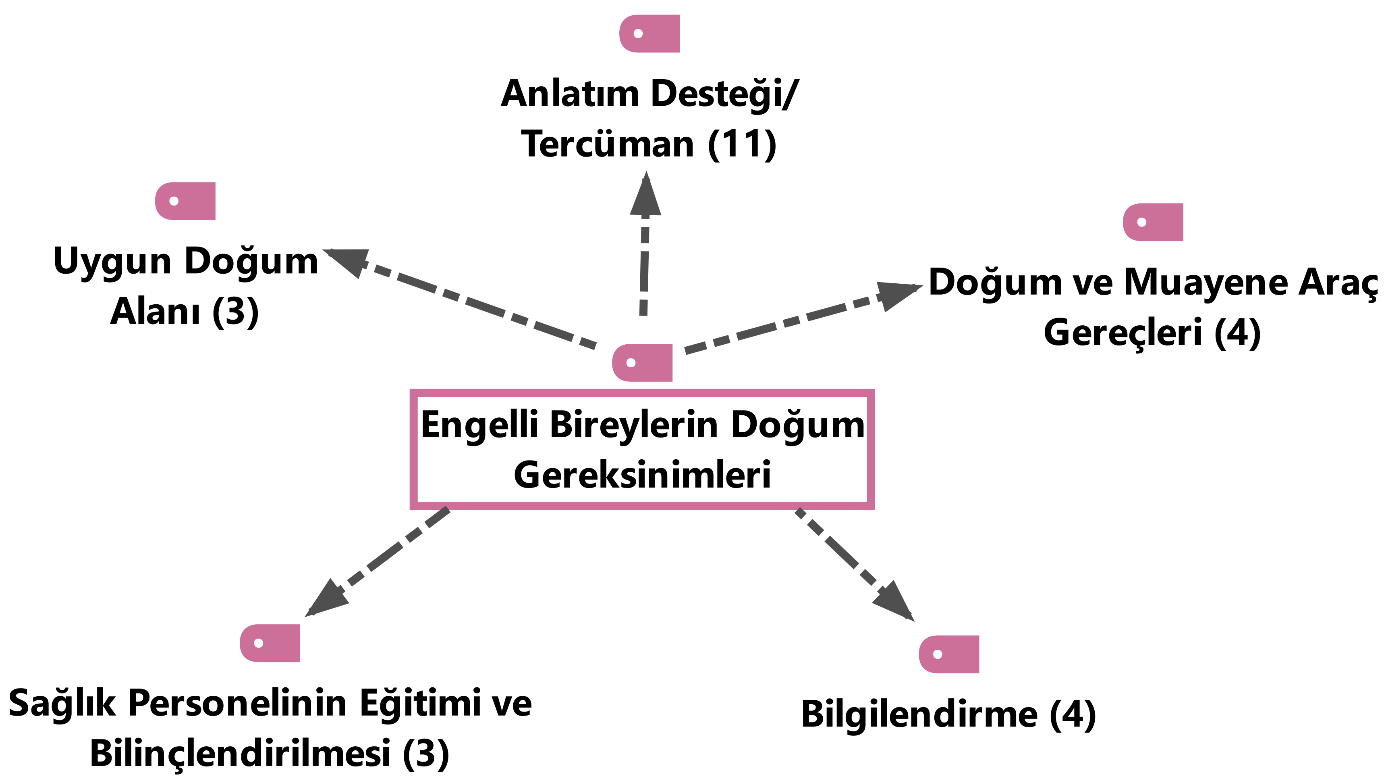 Anlatım Desteği/
Tercüman (11)
Uygun Doğum
Alanı (3)
Doğum ve Muayene Araç
Gereçleri (4)
Engelli Bireylerin Doğum
Gereksinimleri
Sağlık Personelinin Eğitimi ve
Bilinçlendirilmesi (3)
Bilgilendirme (4)